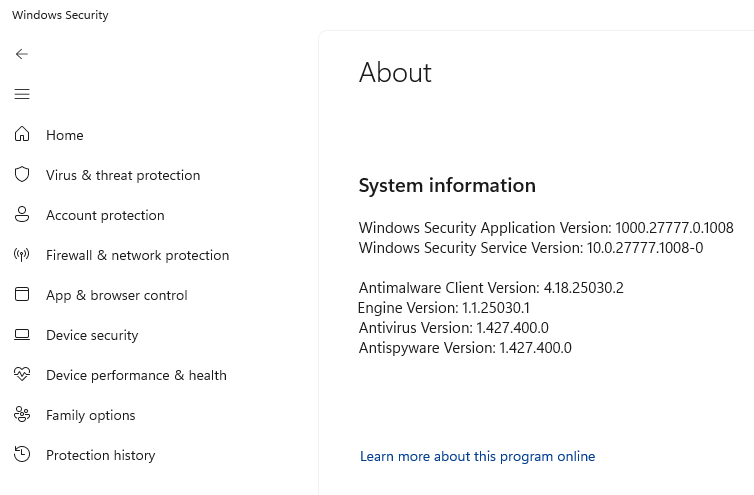 Windows Security
Home
Virus & threat protection
Account protection
Firewall & network protection
App & browser control
Device security
Device performance & health
Family options
Protection history
About
System information
Windows Security Application Version: 1000.27777.0.1008
Windows Security Service Version: 10.0.27777.1008-0
Antimalware Client Version: 4.18.25030.2
Engine Version: 1.1.25030.1
Antivirus Version: 1.427.400.0
Antispyware Version: 1.427.400.0
Learn more about this program online